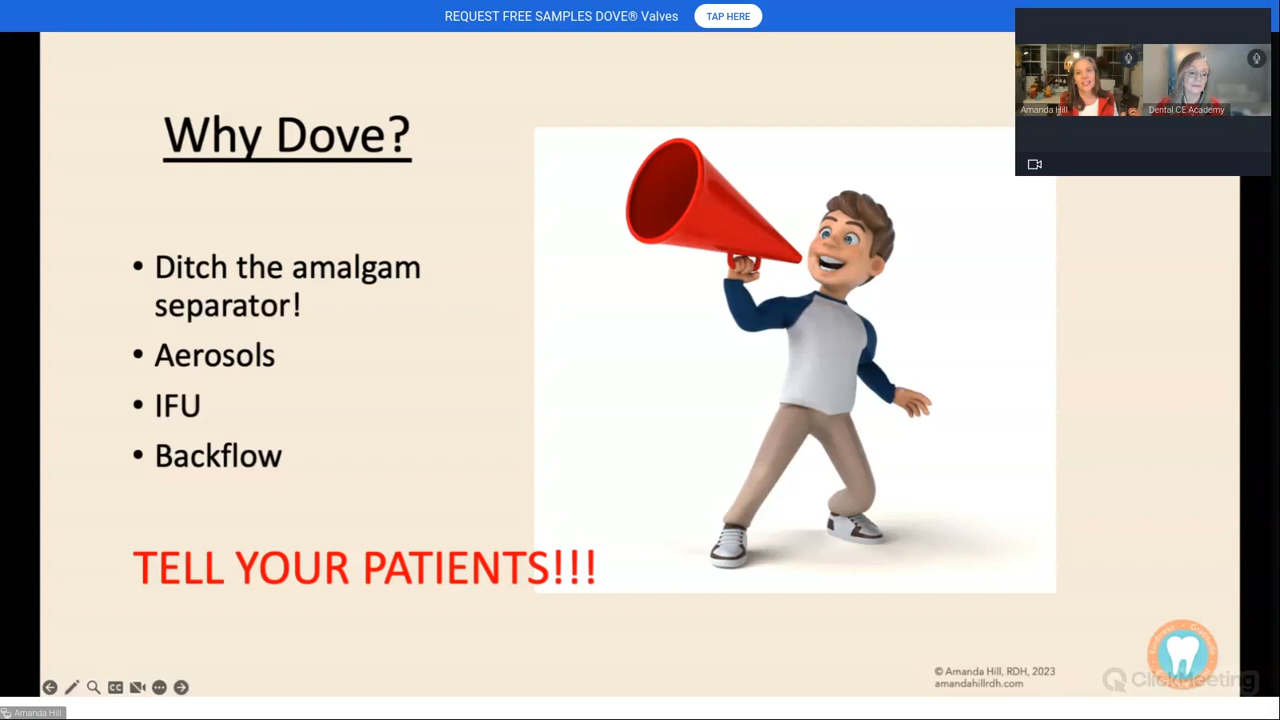 REQUEST FREE SAMPLES DOVE® Valves
TAP HERE
Amanda Hill
Dental CE Academy
Why Dove?
• Ditch the amalgam
separator!
• Aerosols
• IFU
• Backflow
TELL YOUR PATIENTS!!!
© Amanda Hill, RDH, 2023
amandahillrdh.com
ClickMeeting
CC
Amanda Hill